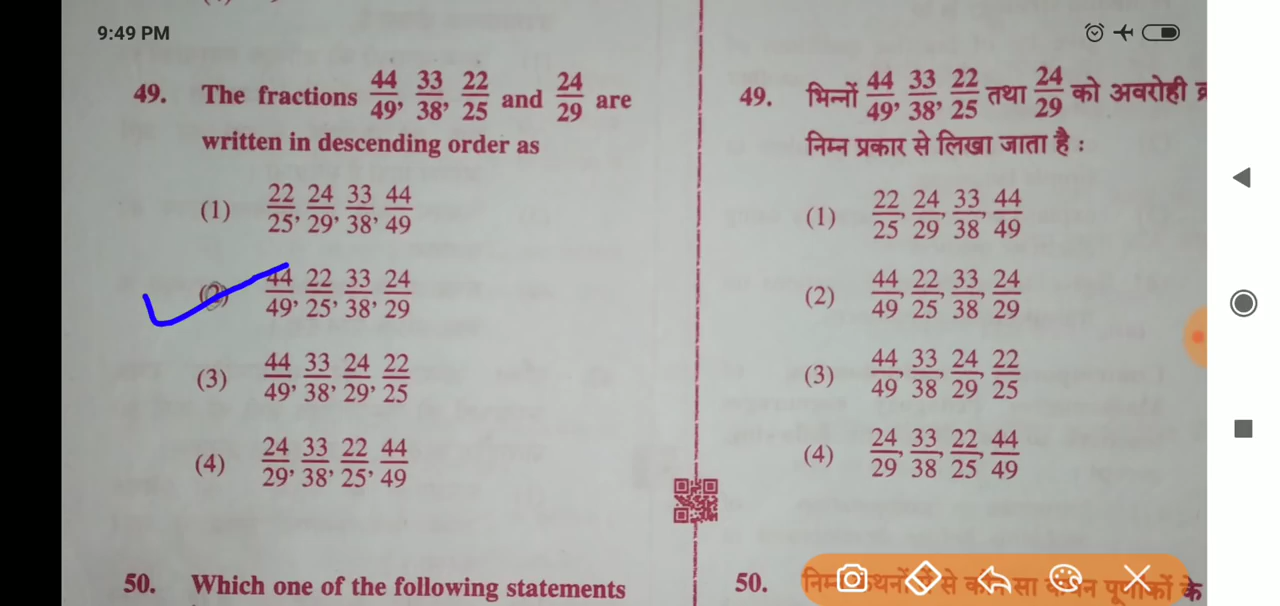 9:49 PM
49. The fractions 44/49, 33/38, 22/25 and 24/29 are
written in descending order as
(1) 22/25, 24/29, 33/38, 44/49
(2) 44/49, 22/25, 33/38, 24/29
(3) 44/49, 33/38, 24/29, 22/25
(4) 24/29, 33/38, 22/25, 44/49
50. Which one of the following statements
49. भिन्नों 44/49, 33/38, 22/25 तथा 24/29 को अवरोही
निम्न प्रकार से लिखा जाता है :
(1) 22/25, 24/29, 33/38, 44/49
(2) 44/49, 22/25, 33/38, 24/29
(3) 44/49, 33/38, 24/29, 22/25
(4) 24/29, 33/38, 22/25, 44/49
50. से सा पूर्णांकों के